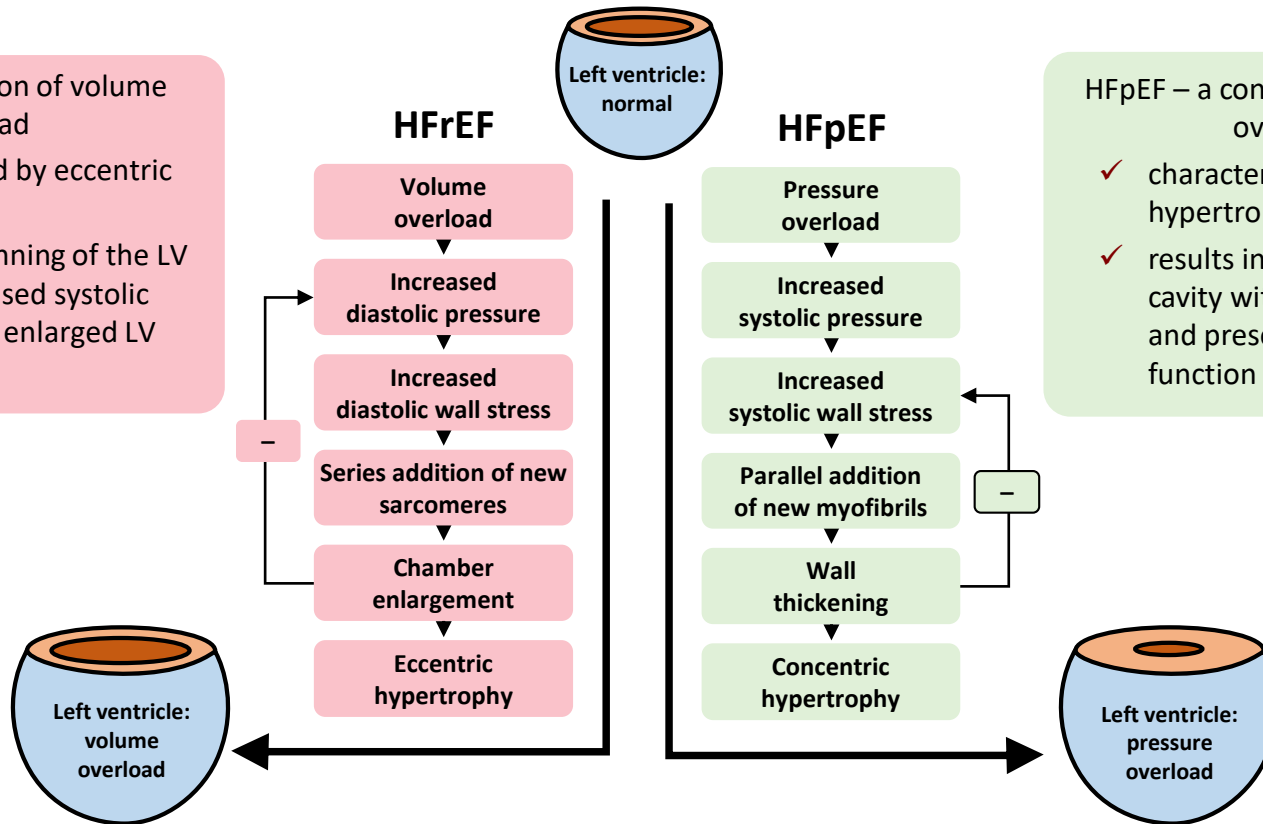 Left ventricle:
normal
ion of volume
ad
d by eccentric
nning of the LV
sed systolic
enlarged LV
HFrEF
Volume
overload
Increased
diastolic pressure
Increased
diastolic wall stress
–
Series addition of new
sarcomeres
Chamber
enlargement
Eccentric
hypertrophy
HFpEF
Pressure
overload
Increased
systolic pressure
Increased
systolic wall stress
Parallel addition
of new myofibrils
–
Wall
thickening
Concentric
hypertrophy
HFpEF – a con
ov
✓ character
hypertro
✓ results in
cavity wit
and prese
function
Left ventricle:
volume
overload
Left ventricle:
pressure
overload